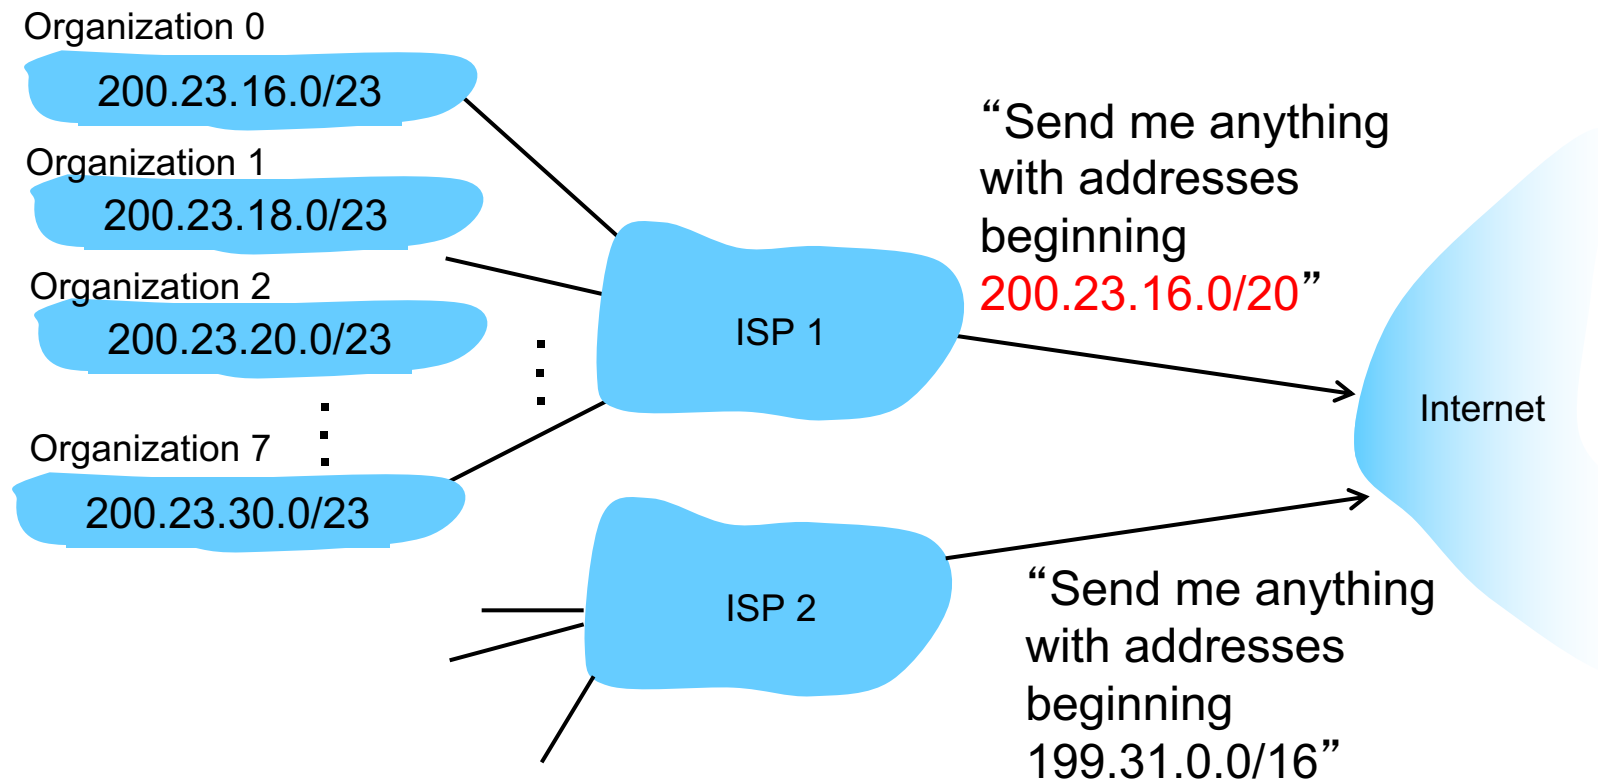 Organization 0
200.23.16.0/23
Organization 1
200.23.18.0/23
Organization 2
200.23.20.0/23
Organization 7
200.23.30.0/23
ISP 1
“Send me anything
with addresses
beginning
200.23.16.0/20”
Internet
ISP 2
“Send me anything
with addresses
beginning
199.31.0.0/16”